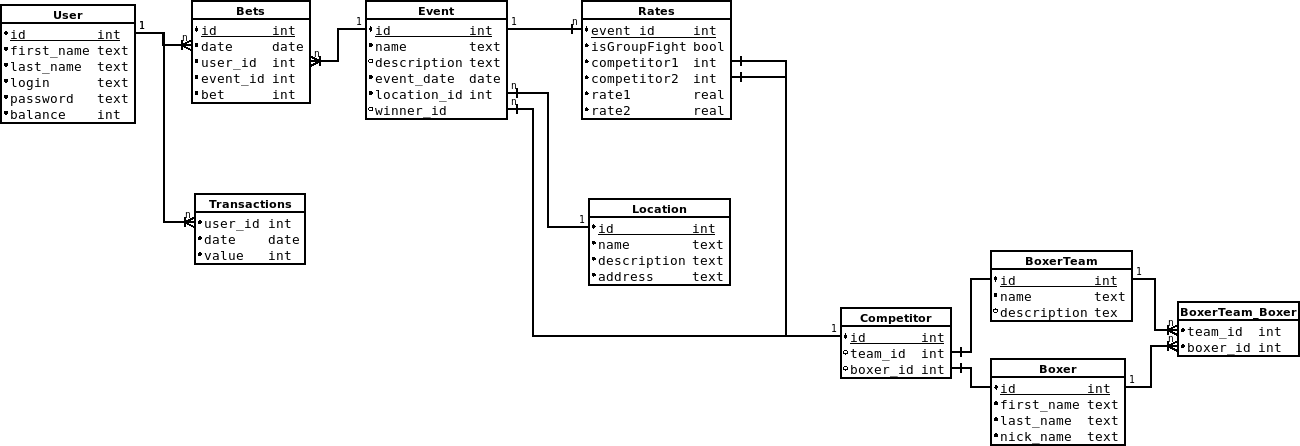 User
id int
first_name text
last_name text
login text
password text
balance int
1
n
n
Bets
id int
date date
user_id int
event_id int
bet int
n
1
Event
id int
name text
description text
event_date date
location_id int
winner_id
1
n
n
n
Rates
event_id int
isGroupFight bool
competitor1 int
competitor2 int
rate1 real
rate2 real
Transactions
user_id int
date date
value int
1
Location
id int
name text
description text
address text
1
Competitor
id int
team_id int
boxer_id int
BoxerTeam
id int
name text
description tex
1
Boxer
id int
first_name text
last_name text
nick_name text
1
n
n
BoxerTeam_Boxer
team_id int
boxer_id int